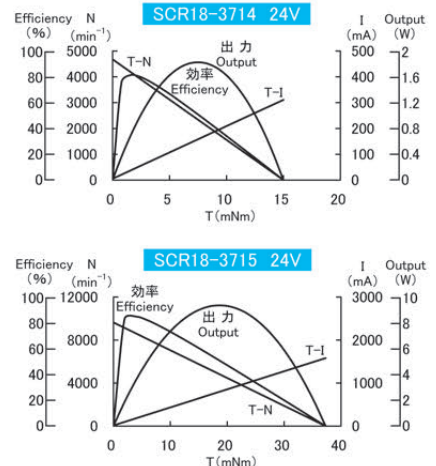 SCR18-3714 24V
Efficiency N I Output
(%) (min⁻¹) (mA) (W)
100 5000 500 2
80 4000 400 1.6
60 3000 300 1.2
40 2000 200 0.8
20 1000 100 0.4
0 0 0 0
T-N
出力
Output
効率
Efficiency
T-I
0 5 10 15 20
T(mNm)
SCR18-3715 24V
Efficiency N I Output
(%) (min⁻¹) (mA) (W)
100 12000 3000 10
80 8
60 8000 2000 6
40 4000 1000 4
20 2
0 0 0 0
効率
Efficiency
出力
Output
T-I
T-N
0 10 20 30 40
T(mNm)